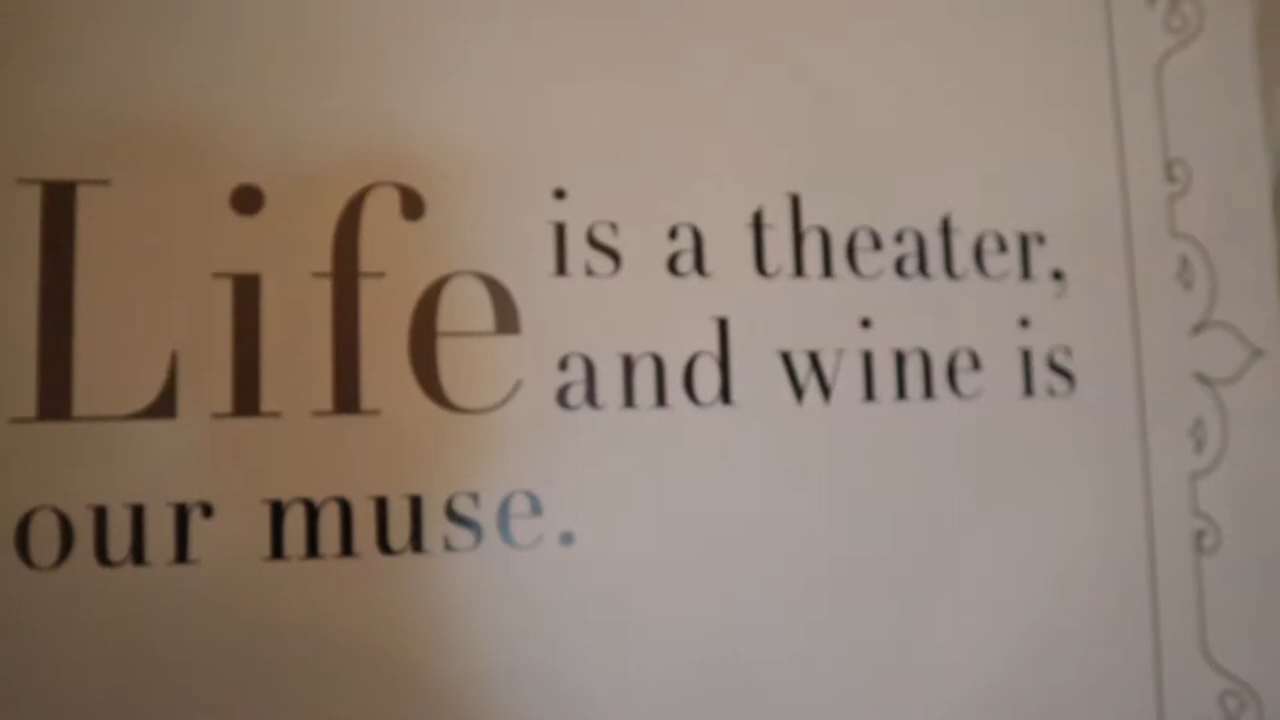 Life is a theater,
and wine is
our muse.